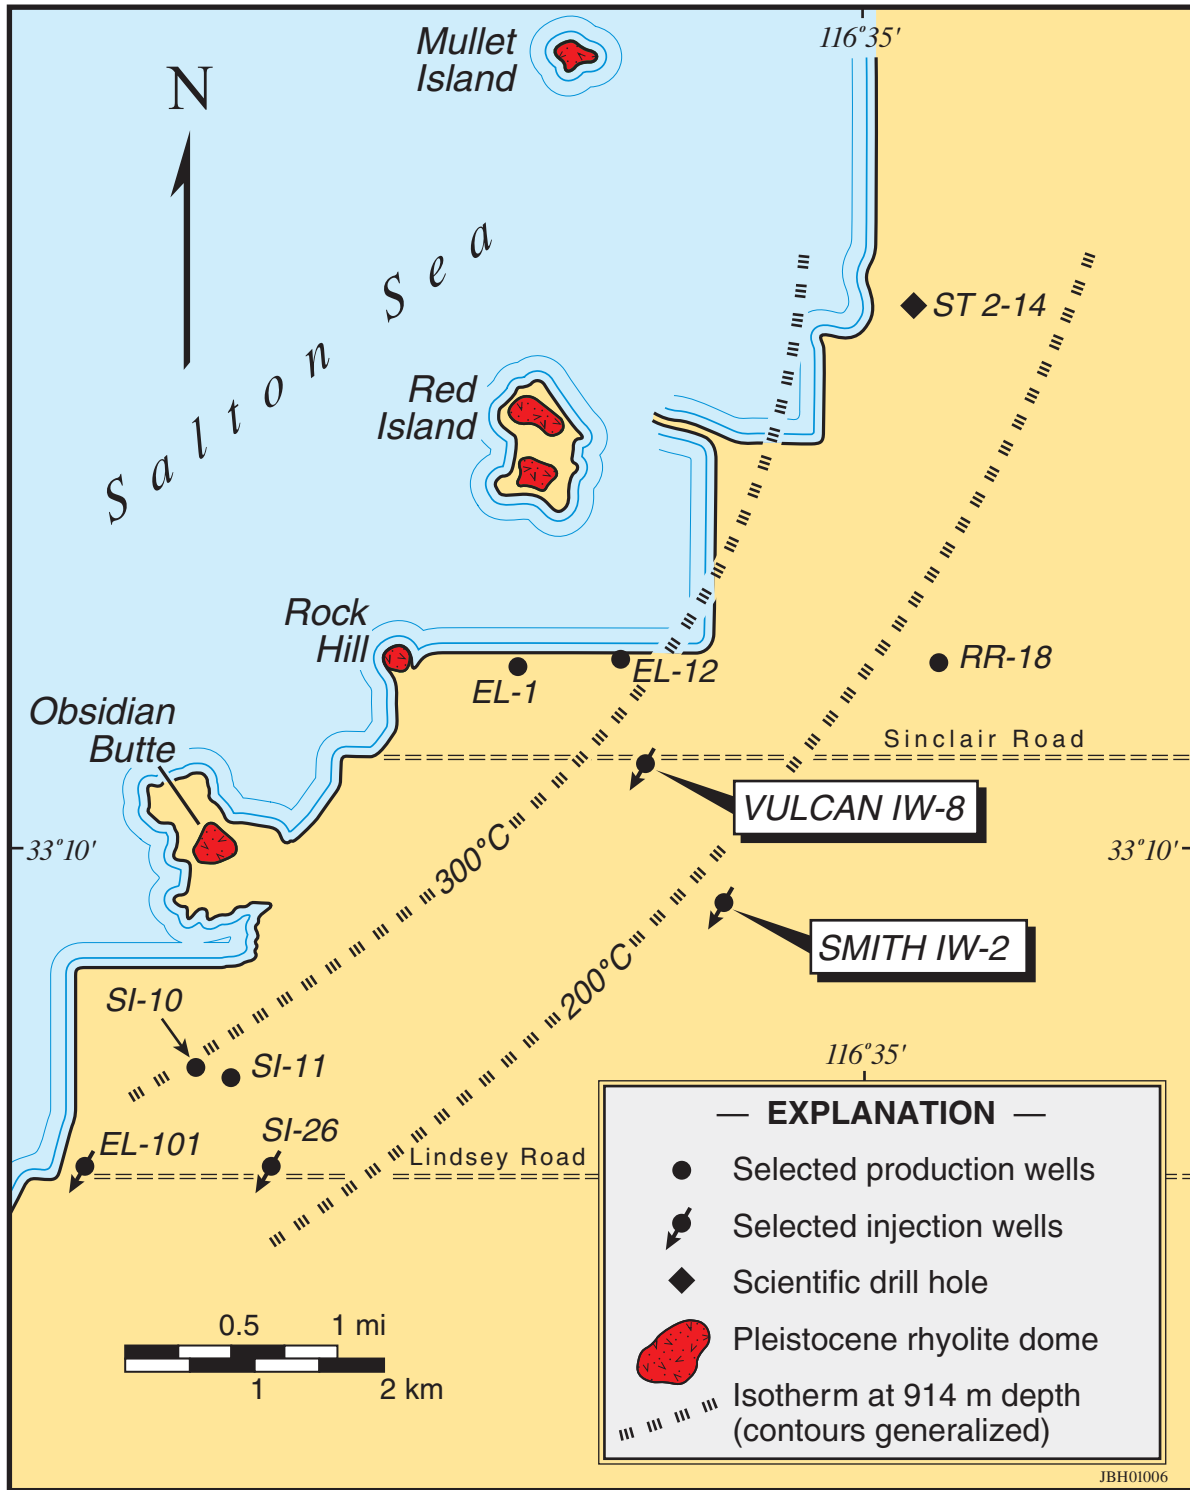 Mullet
Island
116°35'
N
Salton Sea
ST 2-14
Red
Island
Rock
Hill
EL-1
EL-12
RR-18
Obsidian
Butte
Sinclair Road
VULCAN IW-8
300°C
33°10'
33°10'
SMITH IW-2
200°C
SI-10
SI-11
116°35'
EL-101
SI-26
Lindsey Road
— EXPLANATION —
Selected production wells
Selected injection wells
Scientific drill hole
Pleistocene rhyolite dome
Isotherm at 914 m depth
(contours generalized)
0.5 1 mi
1 2 km
JBH01006